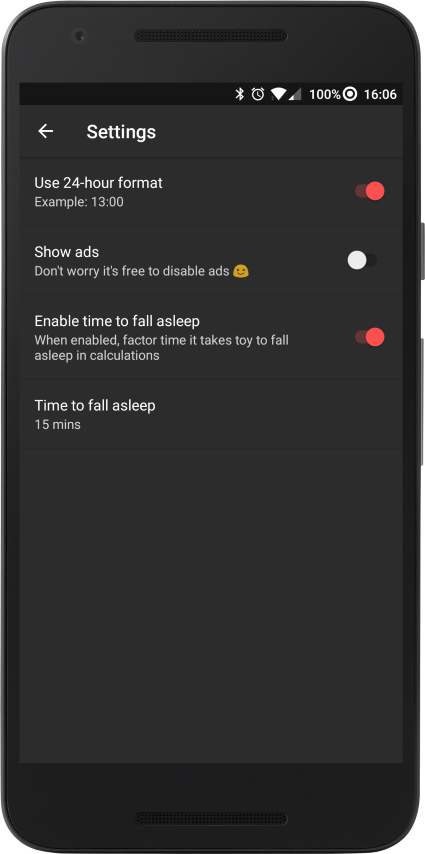 100% 16:06
Settings
Use 24-hour format
Example: 13:00
Show ads
Don't worry it's free to disable ads 🙂
Enable time to fall asleep
When enabled, factor time it takes toy to fall
asleep in calculations
Time to fall asleep
15 mins